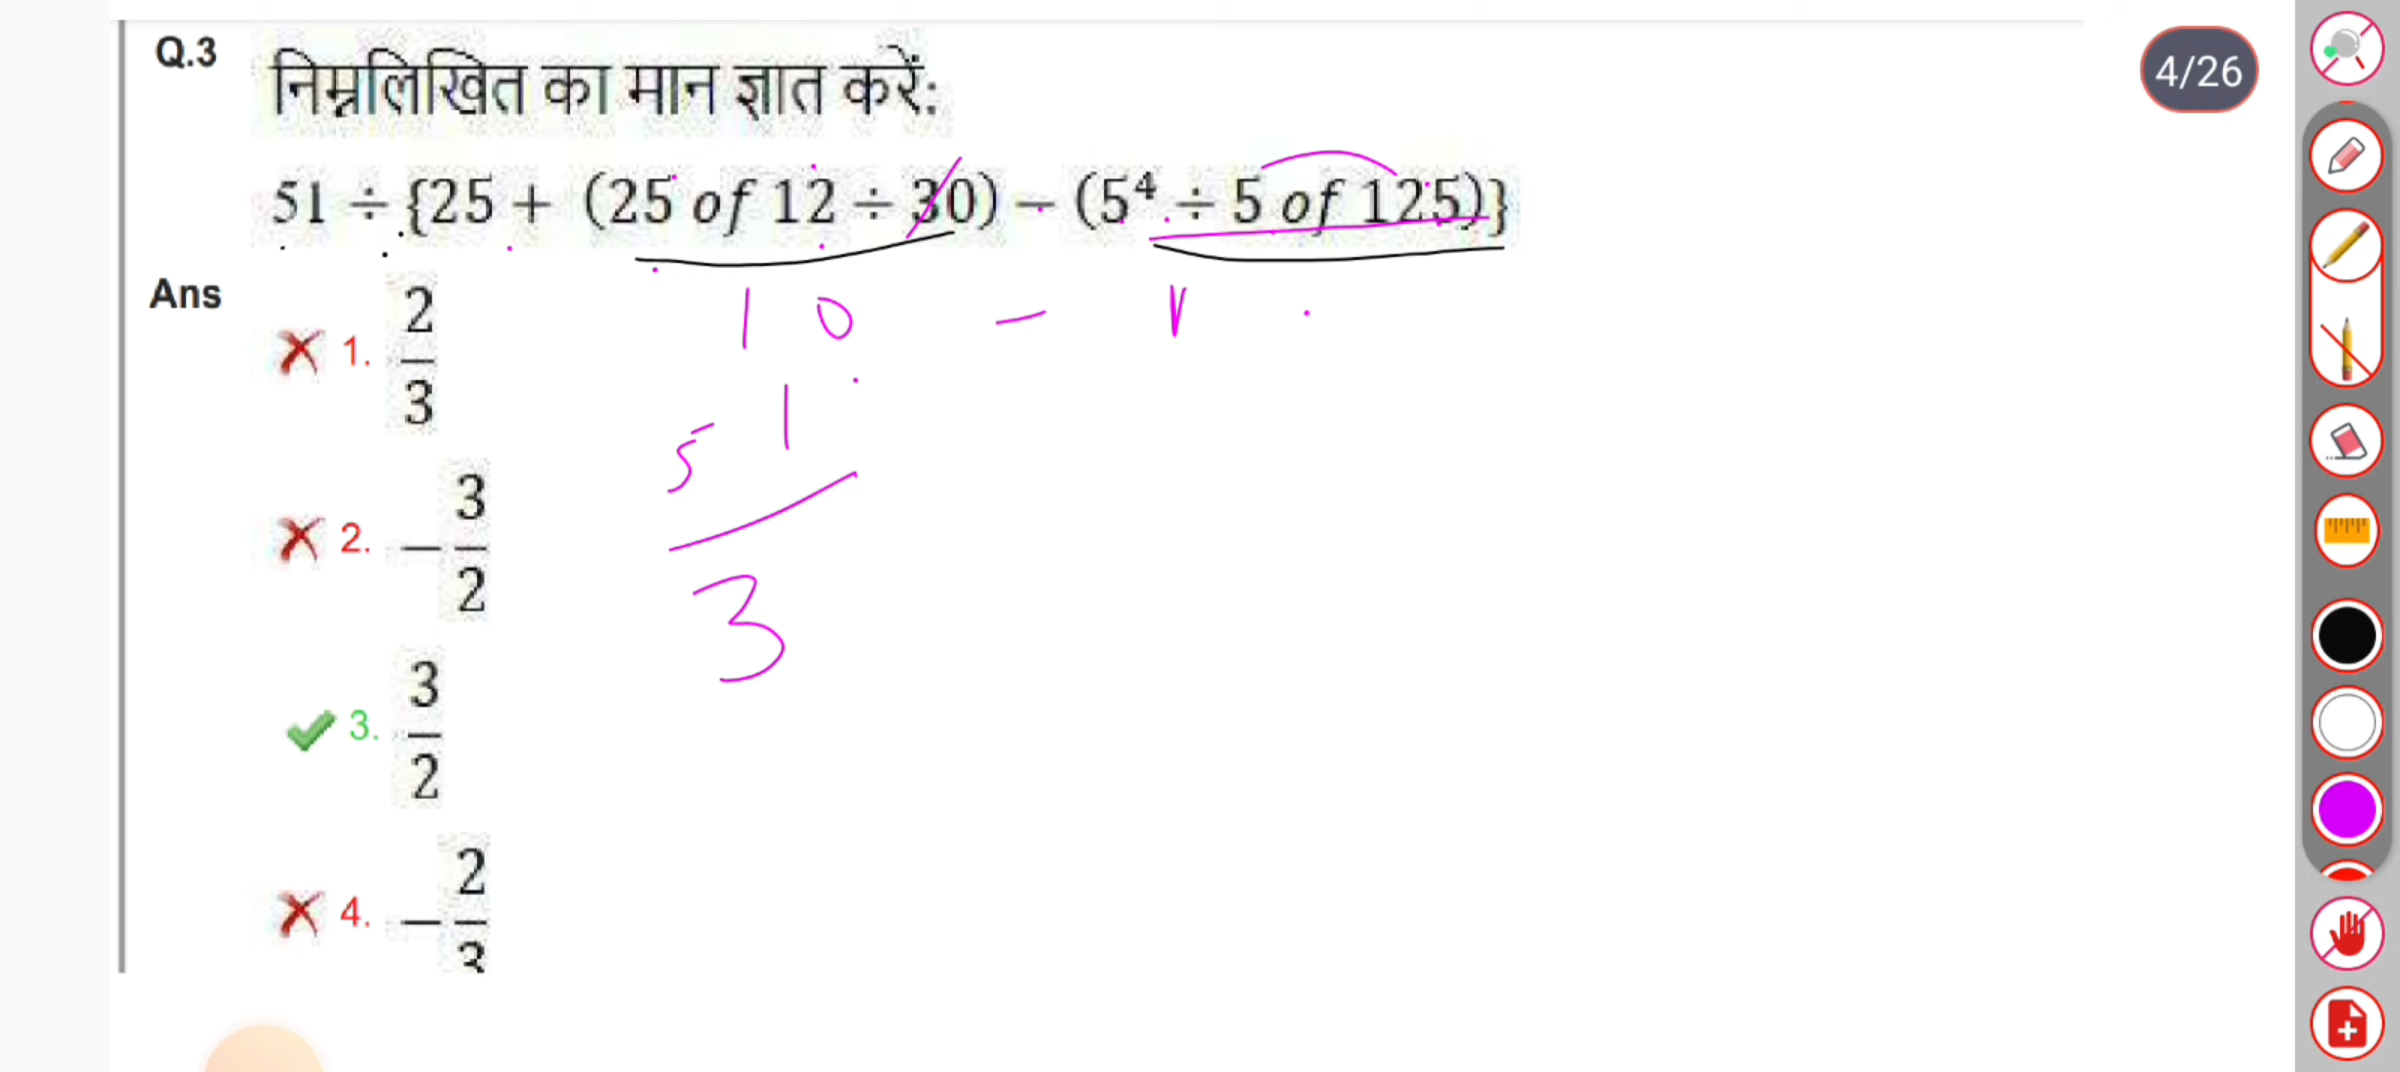 Q.3 निम्नलिखित का मान ज्ञात करें:
4/26
51 ÷ {25 + (25 of 12 ÷ 30) − (5⁴ ÷ 5 of 125)}
10 − 1
Ans
1. 2/3
51
3
2. −3/2
3. 3/2
4. −2/3